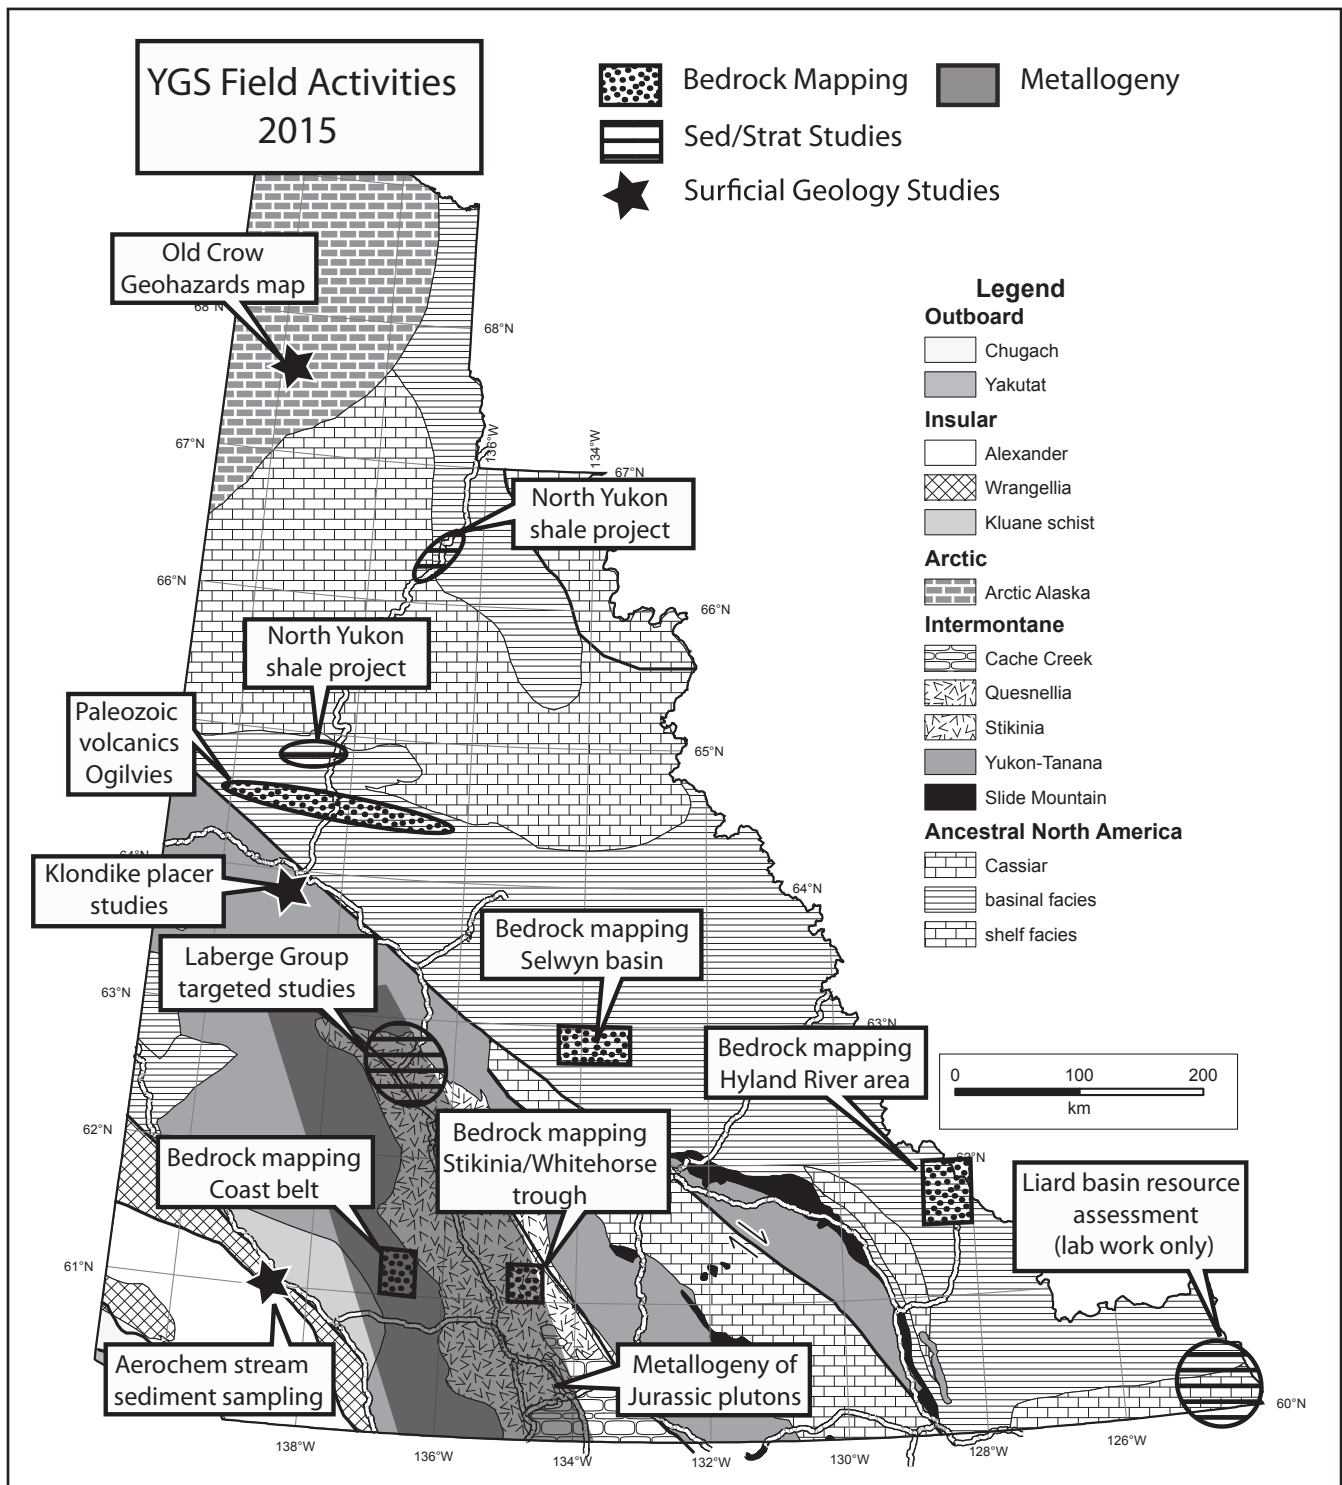 YGS Field Activities
2015
Bedrock Mapping
Metallogeny
Sed/Strat Studies
Surficial Geology Studies
Old Crow
Geohazards map
68°N
68°N
Legend
Outboard
Chugach
Yakutat
Insular
Alexander
Wrangellia
Kluane schist
Arctic
Arctic Alaska
Intermontane
Cache Creek
Quesnellia
Stikinia
Yukon-Tanana
Slide Mountain
Ancestral North America
Cassiar
basinal facies
shelf facies
67°N
136°W
134°W
67°N
North Yukon
shale project
66°N
66°N
North Yukon
shale project
Paleozoic
volcanics
Ogilvies
65°N
64°N
Klondike placer
studies
64°N
Bedrock mapping
Selwyn basin
Laberge Group
targeted studies
63°N
63°N
Bedrock mapping
Hyland River area
0 100 200
km
62°N
Bedrock mapping
Stikinia/Whitehorse
trough
Bedrock mapping
Coast belt
62°N
Liard basin resource
assessment
(lab work only)
61°N
Aerochem stream
sediment sampling
Metallogeny of
Jurassic plutons
60°N
138°W
136°W
134°W
132°W
130°W
128°W
126°W